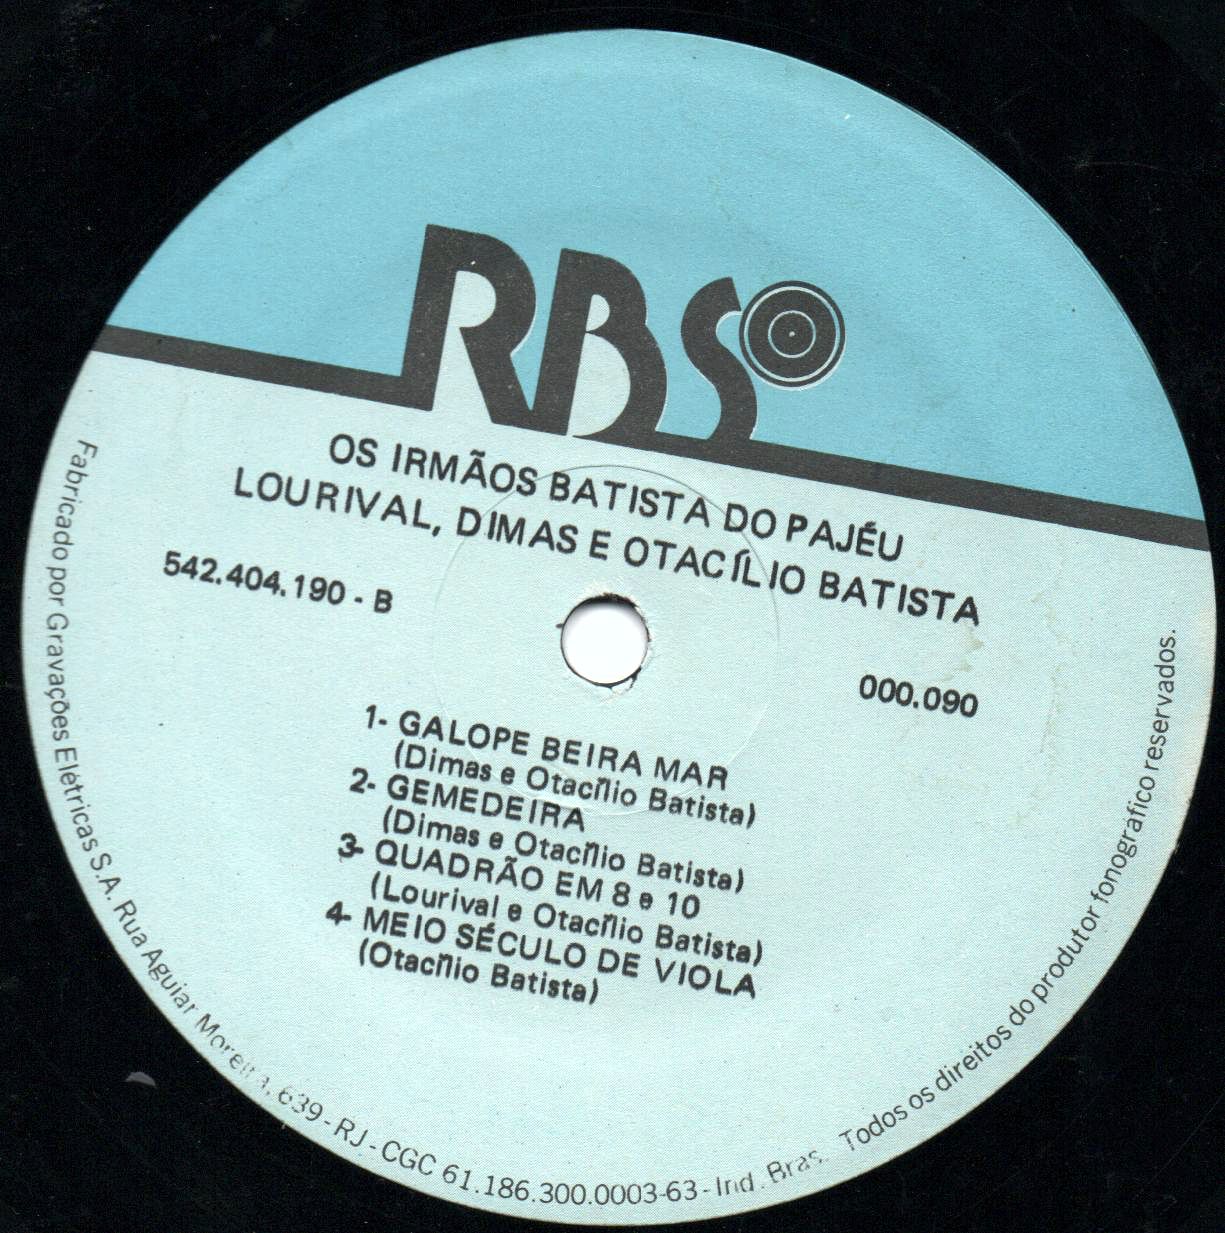 RBS
OS IRMÃOS BATISTA DO PAJÉU
LOURIVAL, DIMAS E OTACÍLIO BATISTA
542.404.190 - B
000.090
1- GALOPE BEIRA MAR
(Dimas e Otacílio Batista)
2- GEMEDEIRA
(Dimas e Otacílio Batista)
3- QUADRÃO EM 8 e 10
(Lourival e Otacílio Batista)
4- MEIO SÉCULO DE VIOLA
(Otacílio Batista)
Fabricado por Gravações Elétricas S.A. Rua Aguiar Moreira, 639 - RJ - CGC 61.186.300.0003-63 - Ind. Bras. Todos os direitos do produtor fonografico reservados.